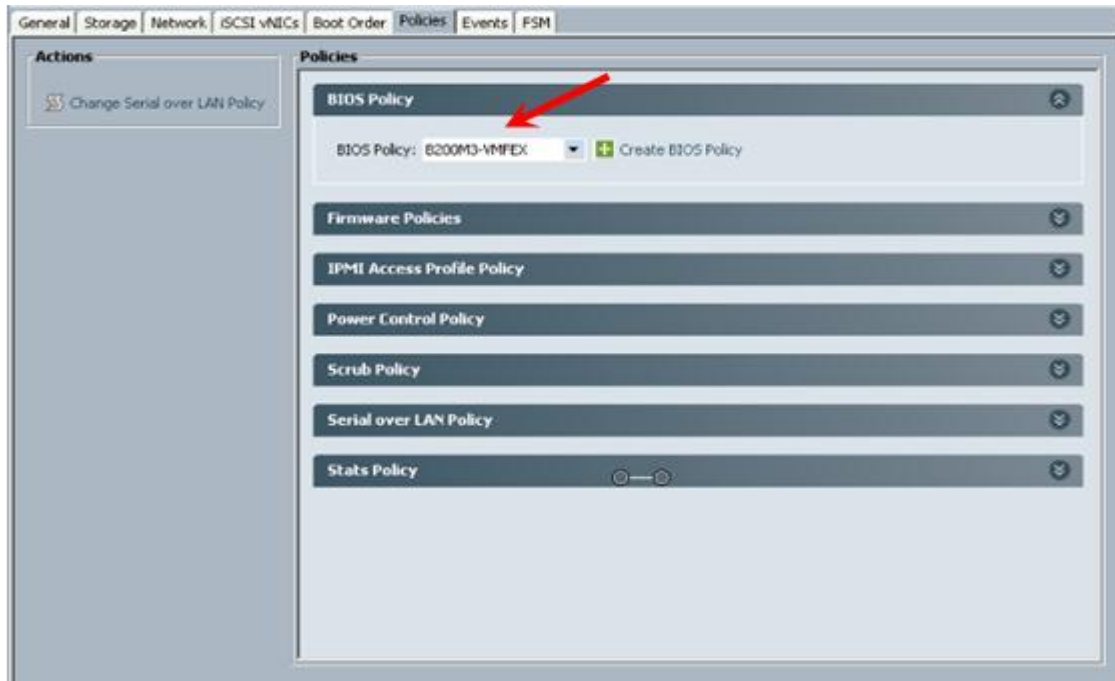 General Storage Network iSCSI vNICs Boot Order Policies Events FSM
Actions
Change Serial over LAN Policy
Policies
BIOS Policy
BIOS Policy: B200M3-VMFEX Create BIOS Policy
Firmware Policies
IPMI Access Profile Policy
Power Control Policy
Scrub Policy
Serial over LAN Policy
Stats Policy